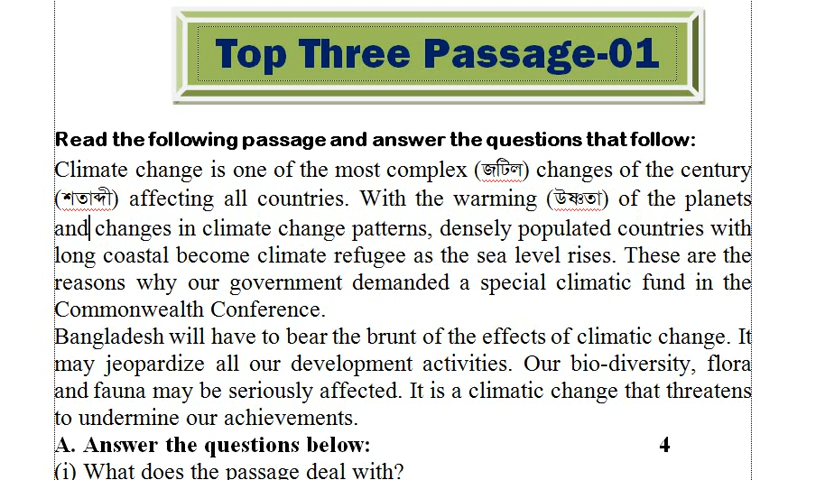 Top Three Passage-01
Read the following passage and answer the questions that follow:
Climate change is one of the most complex (জটিল) changes of the century
(শতাব্দী) affecting all countries. With the warming (উষ্ণতা) of the planets
and changes in climate change patterns, densely populated countries with
long coastal become climate refugee as the sea level rises. These are the
reasons why our government demanded a special climatic fund in the
Commonwealth Conference.
Bangladesh will have to bear the brunt of the effects of climatic change. It
may jeopardize all our development activities. Our bio-diversity, flora
and fauna may be seriously affected. It is a climatic change that threatens
to undermine our achievements.
A. Answer the questions below: 4
(i) What does the passage deal with?